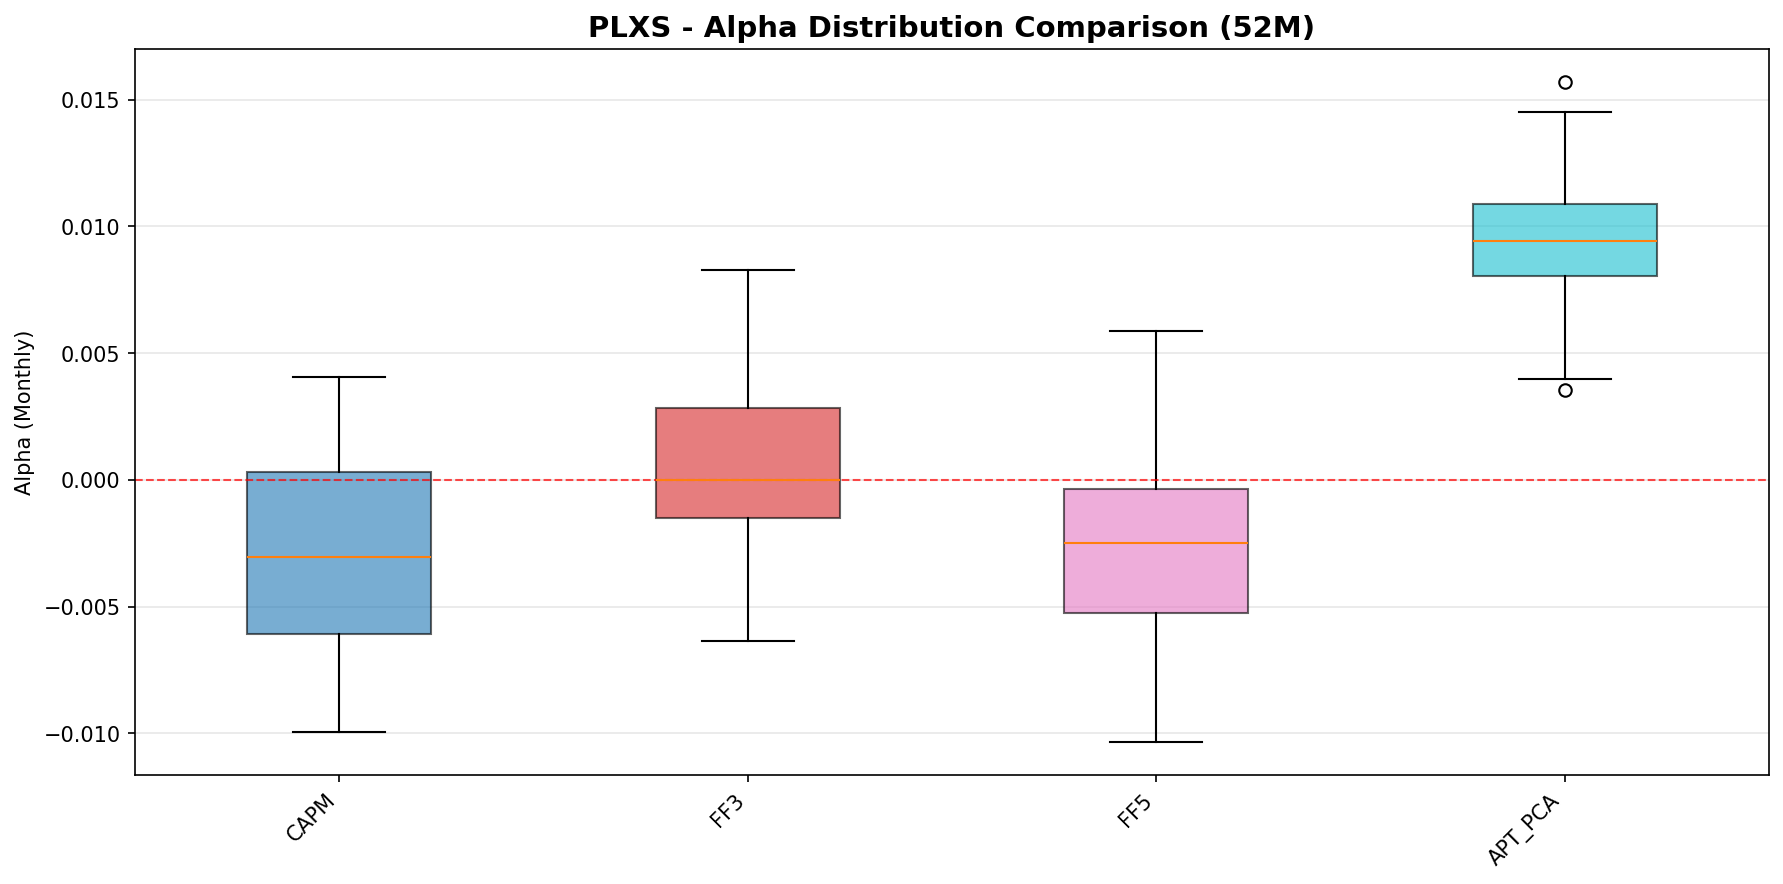 PLXS - Alpha Distribution Comparison (52M)
Alpha (Monthly)
0.015
0.010
0.005
0.000
−0.005
−0.010
CAPM
FF3
FF5
APT_PCA